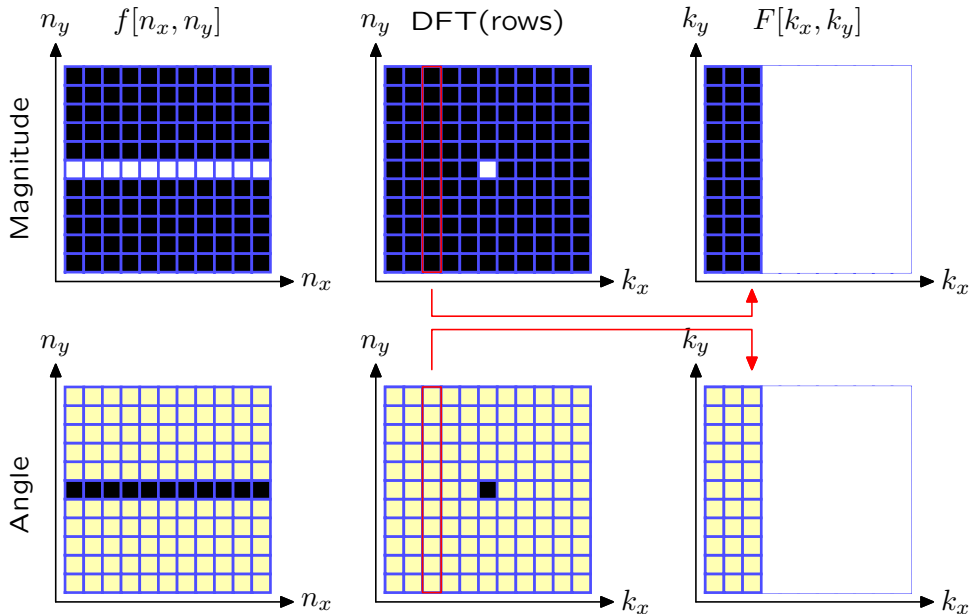 n_y f[n_x, n_y] n_y DFT(rows) k_y F[k_x, k_y]
Magnitude
n_x k_x k_x
n_y n_y k_y
Angle
n_x k_x k_x